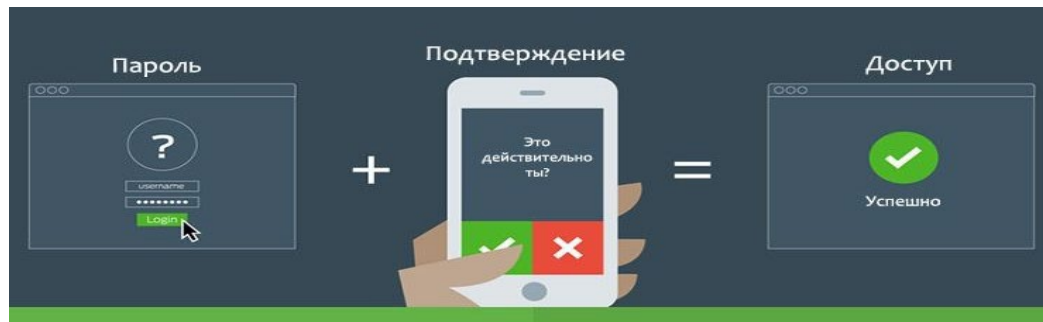 Пароль
Подтверждение
Доступ
?
username
Login
Это
действительно
ты?
+
=
Успешно